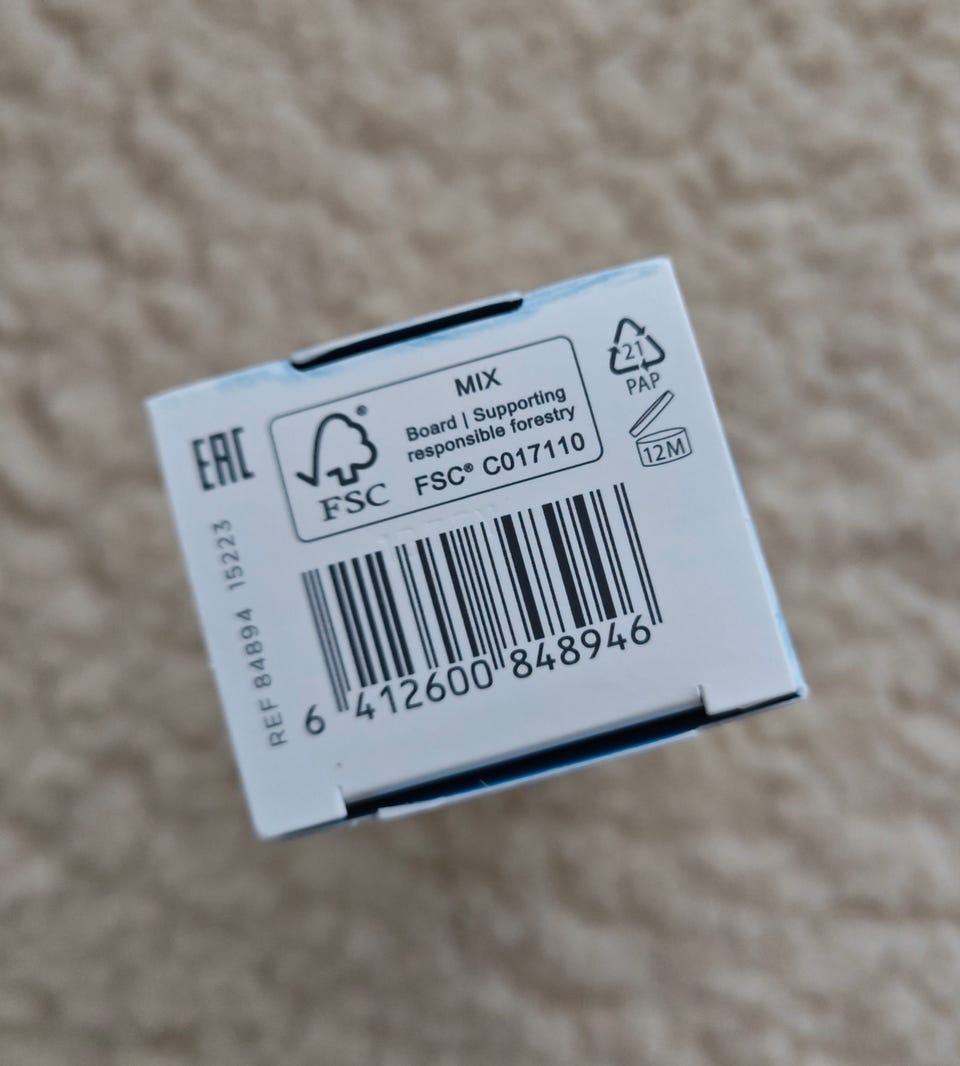 EAC
MIX
Board | Supporting
responsible forestry
FSC® C017110
®
FSC
21
PAP
12M
REF 84894 15223
6 412600 848946